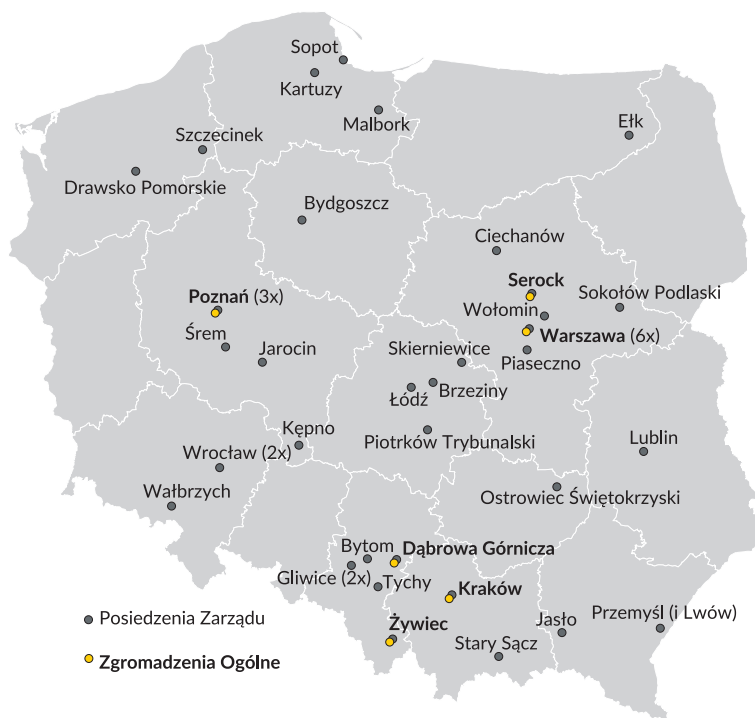 Sopot
Kartuzy
Malbork
Ełk
Szczecinek
Drawsko Pomorskie
Bydgoszcz
Ciechanów
Serock
Sokołów Podlaski
Poznań (3x)
Wołomin
Warszawa (6x)
Śrem
Jarocin
Skierniewice
Piaseczno
Łódź
Brzeziny
Kępno
Piotrków Trybunalski
Lublin
Wrocław (2x)
Wałbrzych
Ostrowiec Świętokrzyski
Bytom
Dąbrowa Górnicza
Gliwice (2x)
Tychy
Kraków
Żywiec
Jasło
Przemyśl (i Lwów)
Stary Sącz
Posiedzenia Zarządu
Zgromadzenia Ogólne